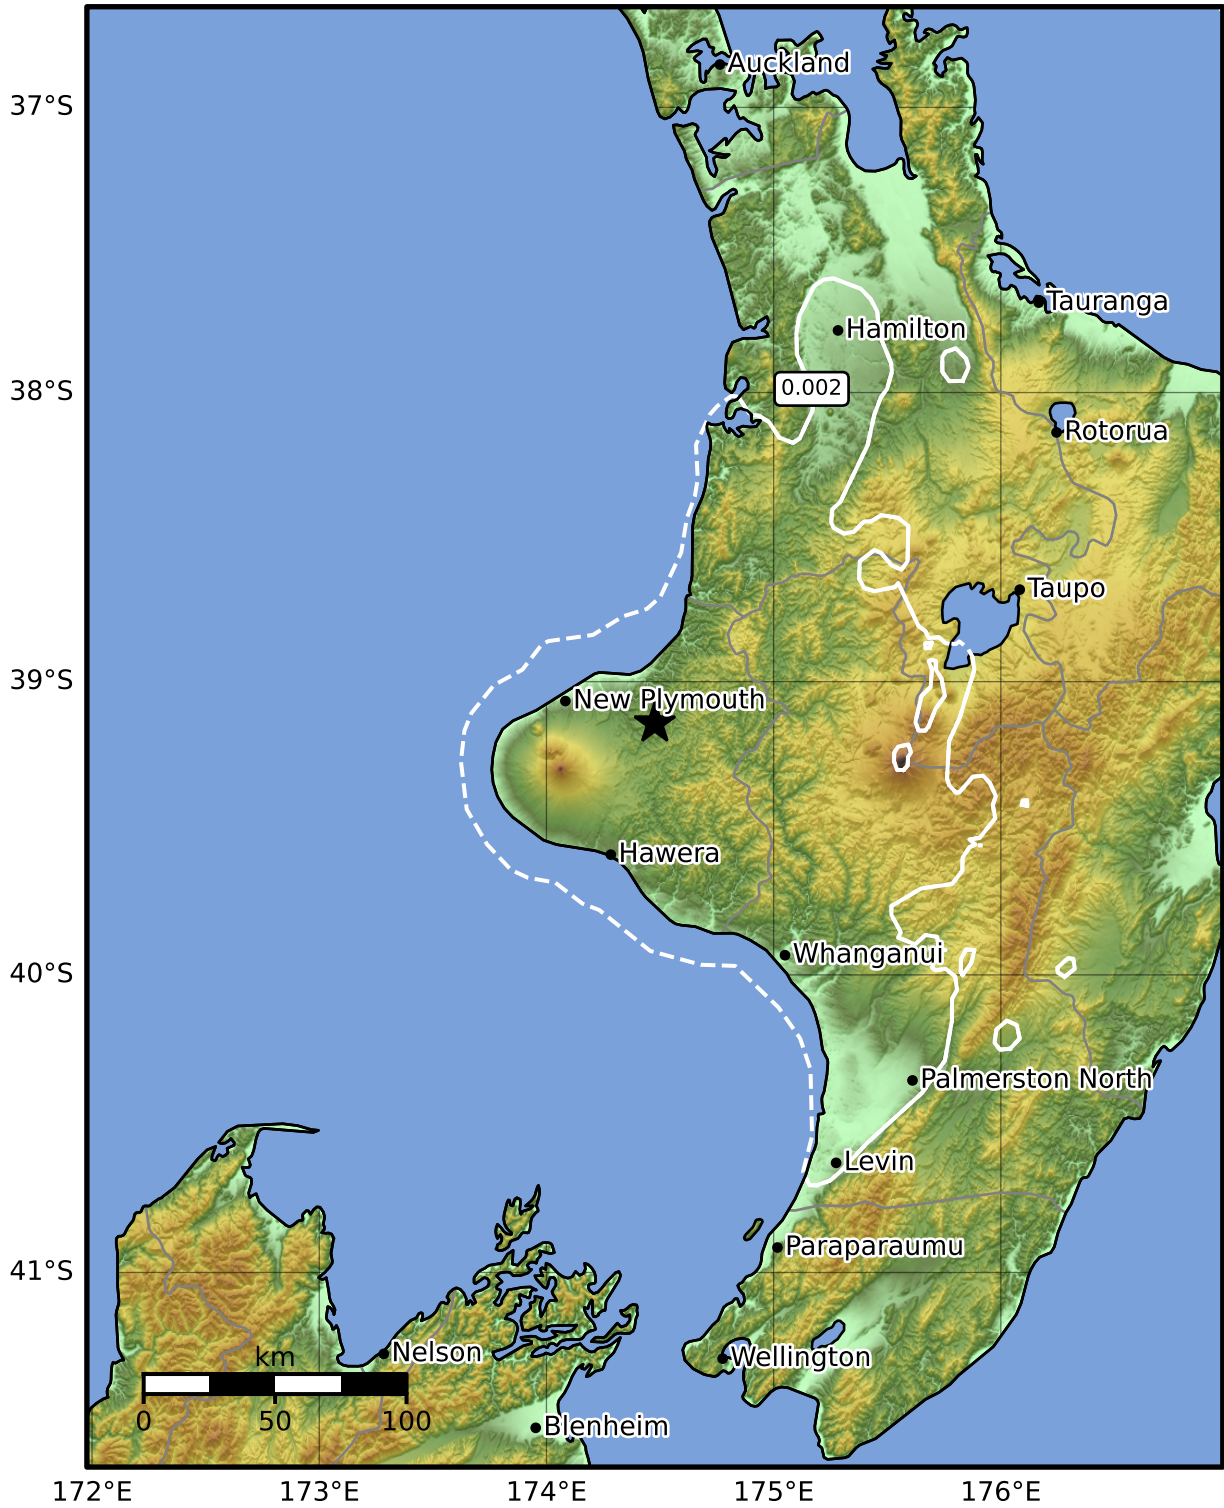 Auckland
37°S
Tauranga
Hamilton
0.002
38°S
Rotorua
Taupo
39°S
New Plymouth
Hawera
Whanganui
40°S
Palmerston North
Levin
Paraparaumu
41°S
Nelson
km
Wellington
0 50 100
Blenheim
172°E 173°E 174°E 175°E 176°E